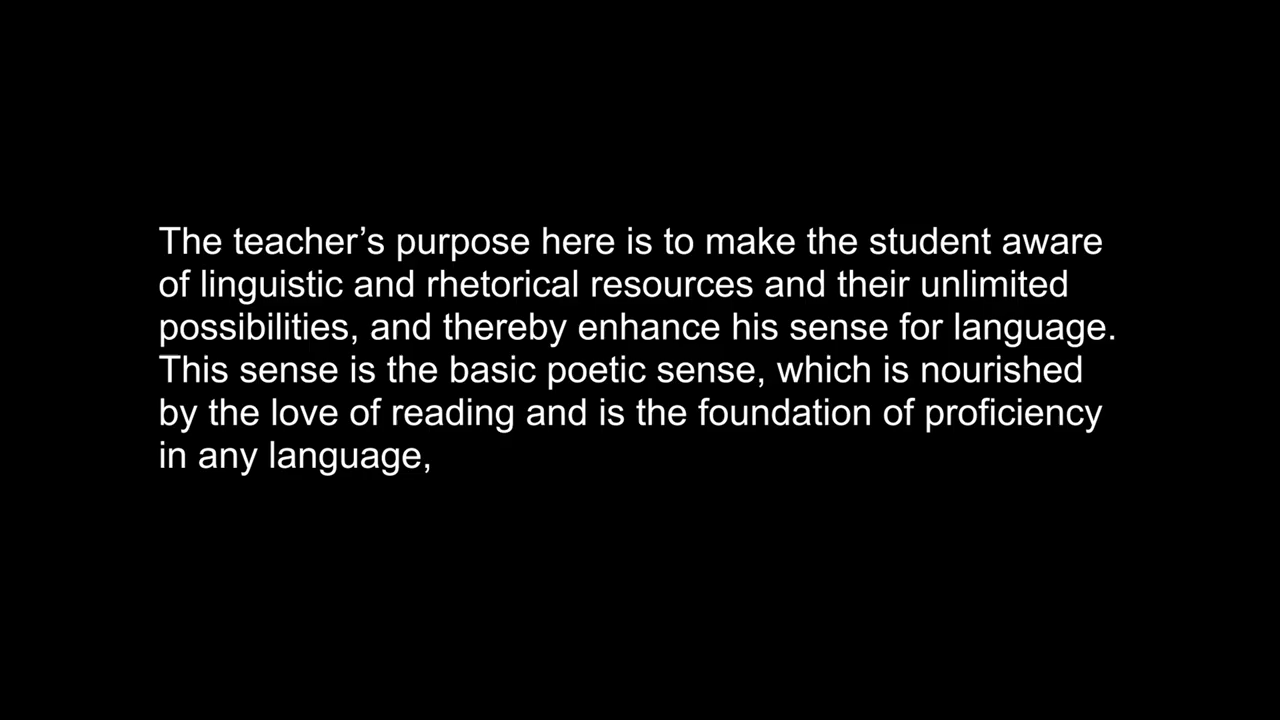 The teacher’s purpose here is to make the student aware
of linguistic and rhetorical resources and their unlimited
possibilities, and thereby enhance his sense for language.
This sense is the basic poetic sense, which is nourished
by the love of reading and is the foundation of proficiency
in any language,